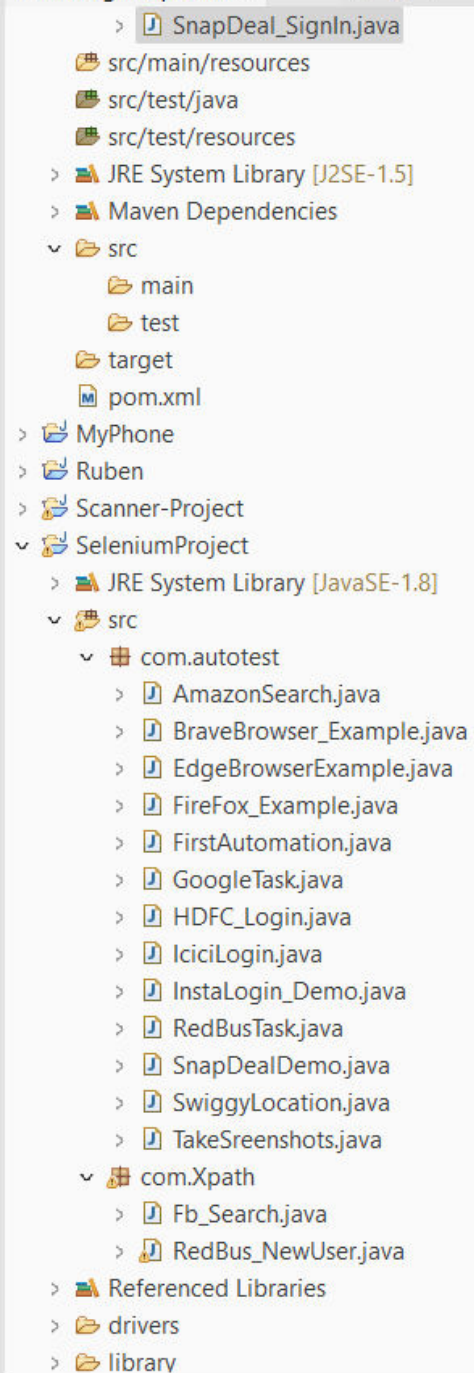 SnapDeal_SignIn.java
src/main/resources
src/test/java
src/test/resources
JRE System Library [J2SE-1.5]
Maven Dependencies
src
main
test
target
pom.xml
MyPhone
Ruben
Scanner-Project
SeleniumProject
JRE System Library [JavaSE-1.8]
src
com.autotest
AmazonSearch.java
BraveBrowser_Example.java
EdgeBrowserExample.java
FireFox_Example.java
FirstAutomation.java
GoogleTask.java
HDFC_Login.java
IciciLogin.java
InstaLogin_Demo.java
RedBusTask.java
SnapDealDemo.java
SwiggyLocation.java
TakeSreenshots.java
com.Xpath
Fb_Search.java
RedBus_NewUser.java
Referenced Libraries
drivers
library